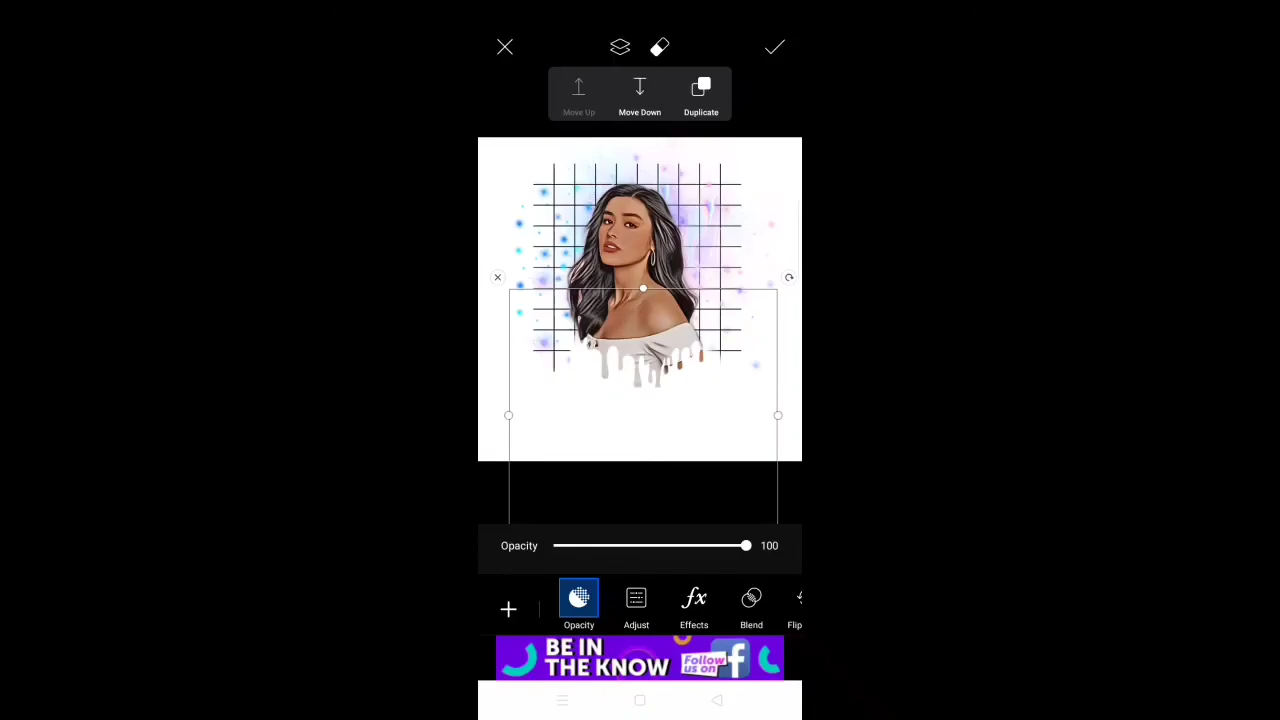 Move Up Move Down Duplicate
Opacity 100
Opacity Adjust Effects Blend Flip
BE IN
THE KNOW
Follow
us on f